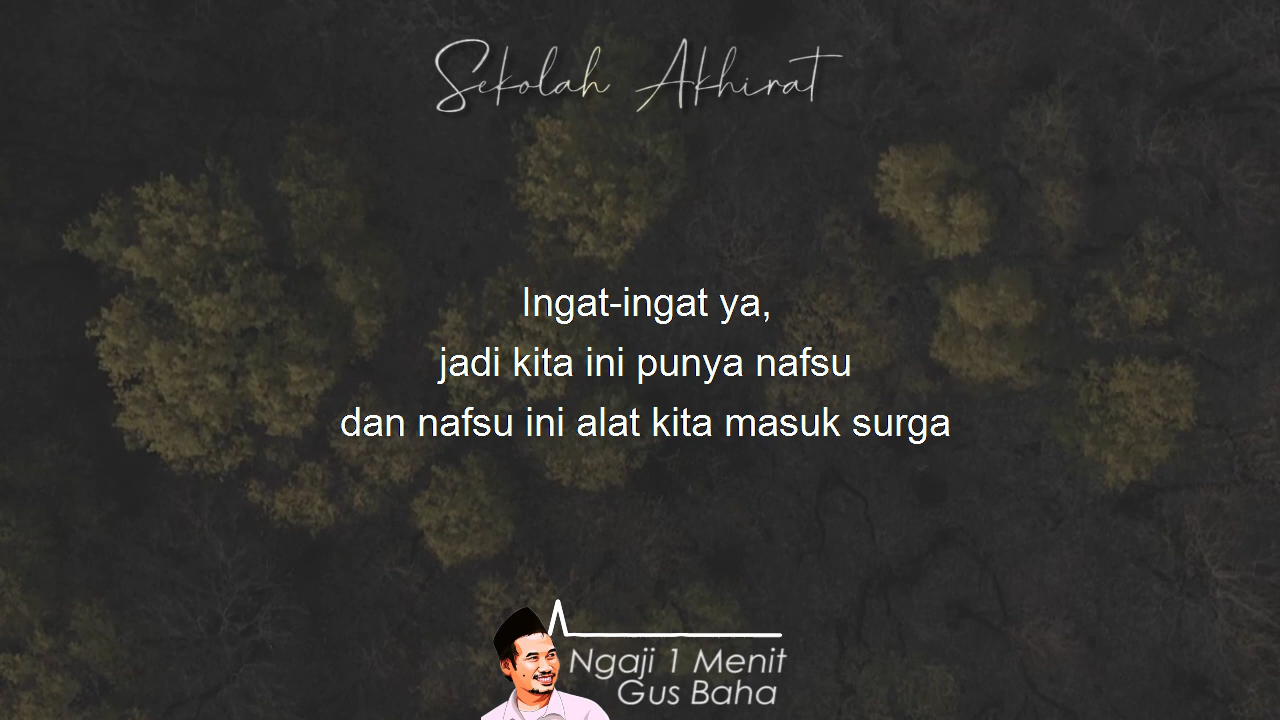 Sekolah Akhirat
Ingat-ingat ya,
jadi kita ini punya nafsu
dan nafsu ini alat kita masuk surga
Ngaji 1 Menit
Gus Baha